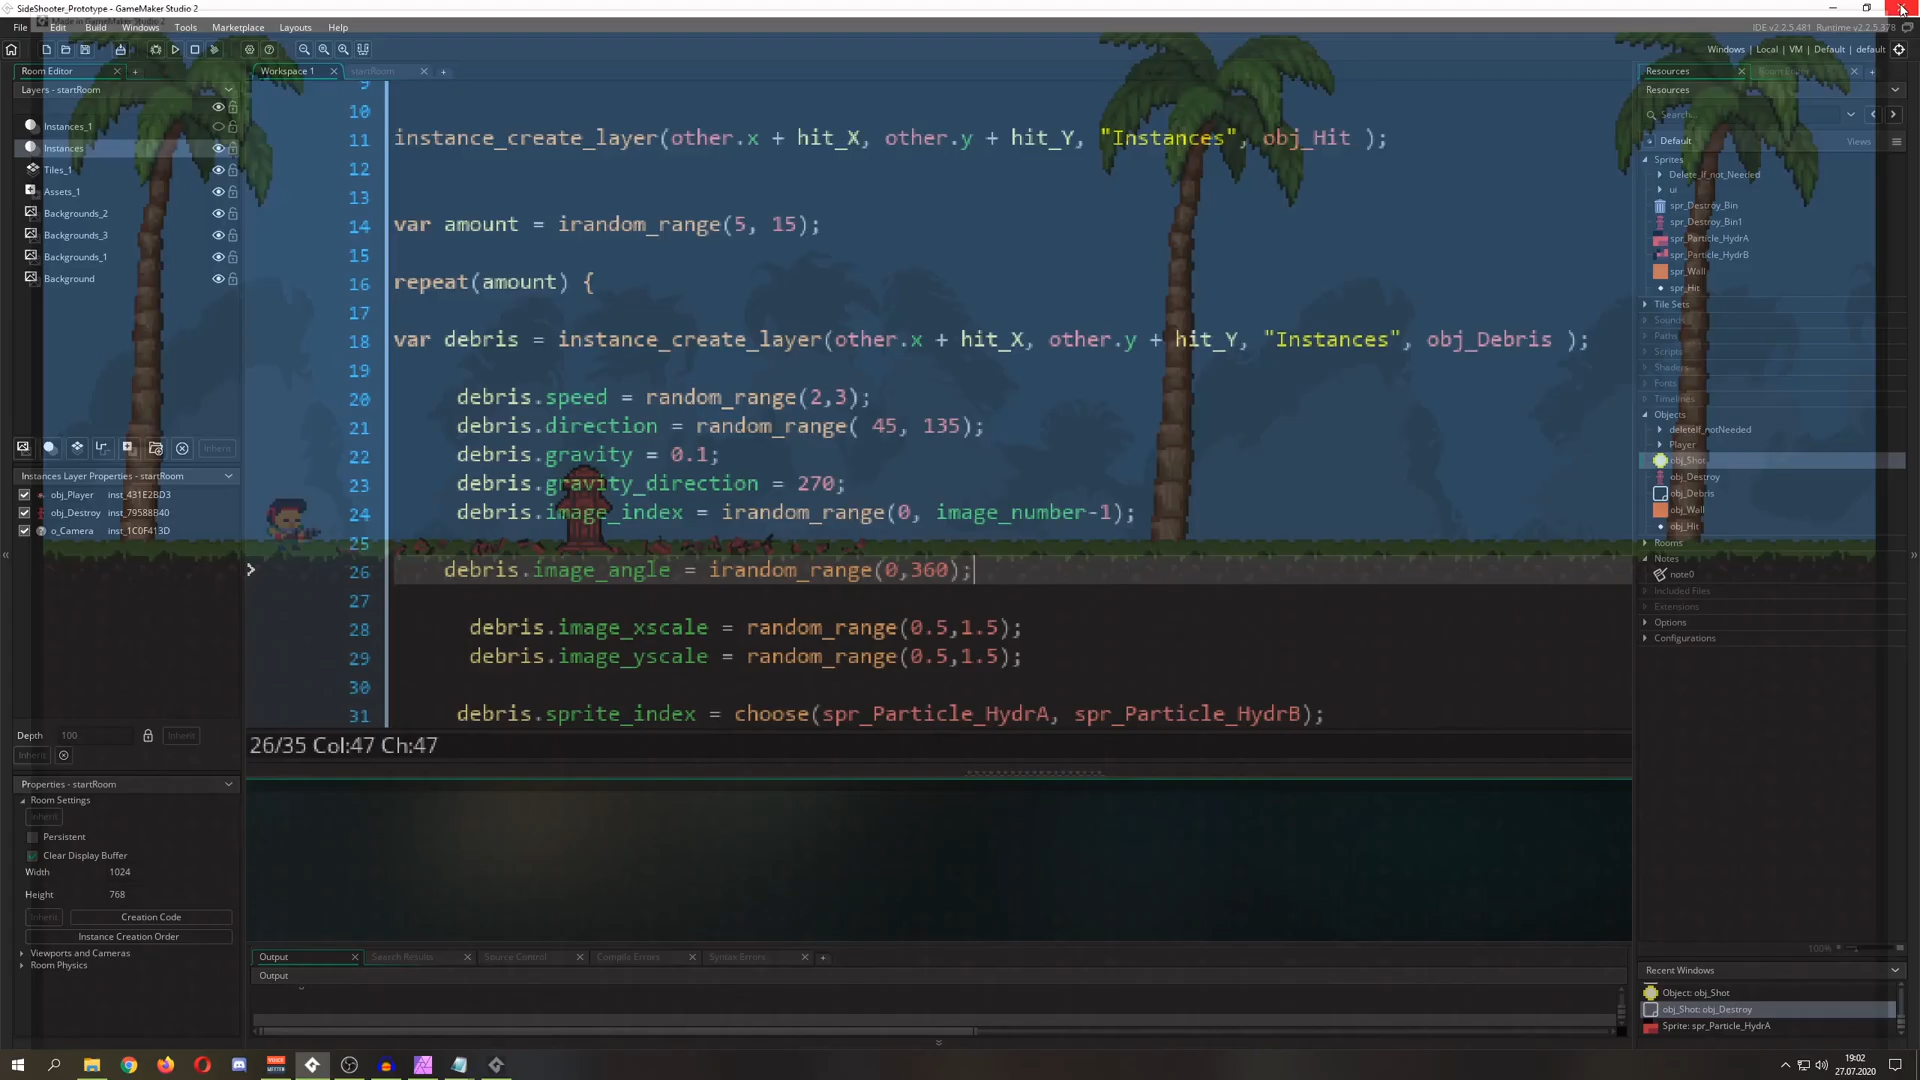 SideShooter_Prototype - GameMaker Studio 2
Made in GameMaker Studio 2
File Edit Build Windows Tools Marketplace Layouts Help
IDE v2.2.5.481 Runtime v2.2.5.378
Windows | Local | VM | Default | default
Room Editor
Layers - startRoom
Instances_1
Instances
Tiles_1
Assets_1
Backgrounds_2
Backgrounds_3
Backgrounds_1
Background
Inherit
Instances Layer Properties - startRoom
obj_Player inst_431E2BD3
obj_Destroy inst_79588B40
o_Camera inst_1C0F413D
Depth 100 Inherit
Inherit
Properties - startRoom
Room Settings
Inherit
Persistent
Clear Display Buffer
Width 1024
Height 768
Inherit Creation Code
Instance Creation Order
Viewports and Cameras
Room Physics
Workspace 1 startRoom
9
10
11 instance_create_layer(other.x + hit_X, other.y + hit_Y, "Instances", obj_Hit );
12
13
14 var amount = irandom_range(5, 15);
15
16 repeat(amount) {
17
18 var debris = instance_create_layer(other.x + hit_X, other.y + hit_Y, "Instances", obj_Debris );
19
20 debris.speed = random_range(2,3);
21 debris.direction = random_range( 45, 135);
22 debris.gravity = 0.1;
23 debris.gravity_direction = 270;
24 debris.image_index = irandom_range(0, image_number-1);
25
26 debris.image_angle = irandom_range(0,360);
27
28 debris.image_xscale = random_range(0.5,1.5);
29 debris.image_yscale = random_range(0.5,1.5);
30
31 debris.sprite_index = choose(spr_Particle_HydrA, spr_Particle_HydrB);
26/35 Col:47 Ch:47
Output Search Results Source Control Compile Errors Syntax Errors
Output
Resources Room Editor
Resources
Search...
Default Views
Sprites
Delete_If_not_Needed
ui
spr_Destroy_Bin
spr_Destroy_Bin1
spr_Particle_HydrA
spr_Particle_HydrB
spr_Wall
spr_Hit
Tile Sets
Sounds
Paths
Scripts
Shaders
Fonts
Timelines
Objects
deleteIf_notNeeded
Player
obj_Shot
obj_Destroy
obj_Debris
obj_Wall
obj_Hit
Rooms
Notes
note0
Included Files
Extensions
Options
Configurations
100%
Recent Windows
Object: obj_Shot
obj_Shot: obj_Destroy
Sprite: spr_Particle_HydrA
19:02
27.07.2020